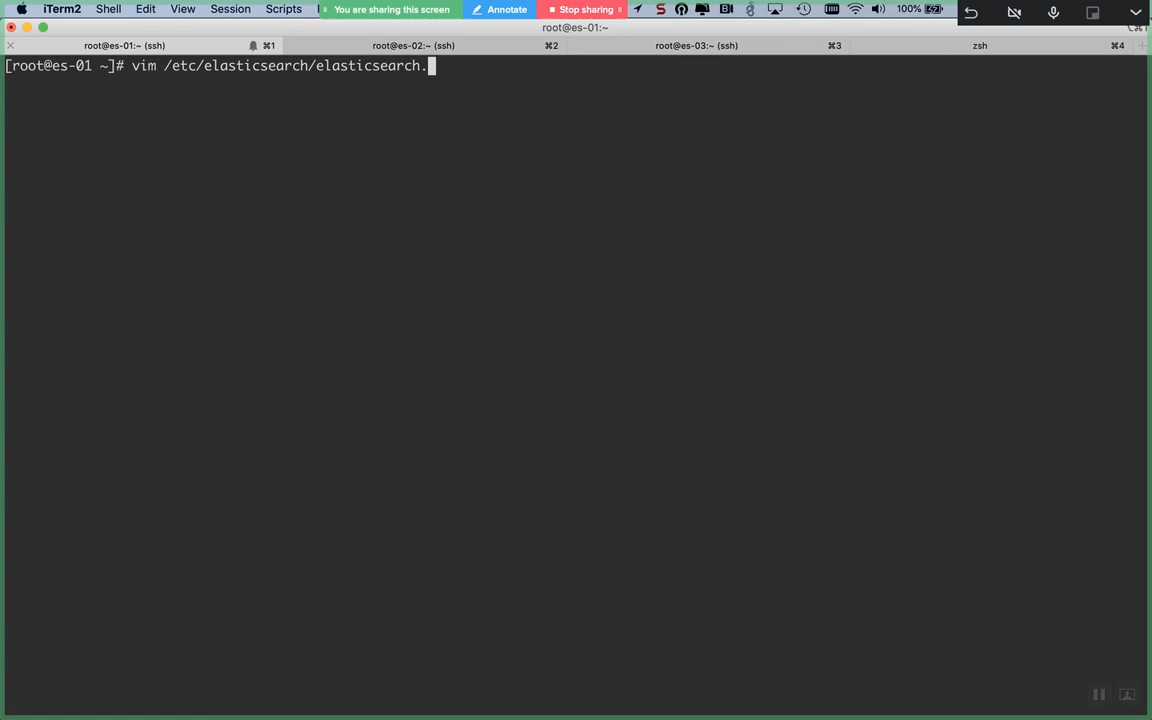 iTerm2 Shell Edit View Session Scripts You are sharing this screen Annotate Stop sharing 100%
root@es-01:~ ⌥⌘1
root@es-01:~ (ssh) ⌘1 root@es-02:~ (ssh) ⌘2 root@es-03:~ (ssh) ⌘3 zsh ⌘4
[root@es-01 ~]# vim /etc/elasticsearch/elasticsearch.